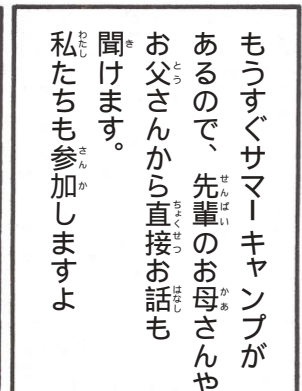 もうすぐサマーキャンプが
あるので、先輩のお母さんや
お父さんから直接お話も
聞けます。
私たちも参加しますよ